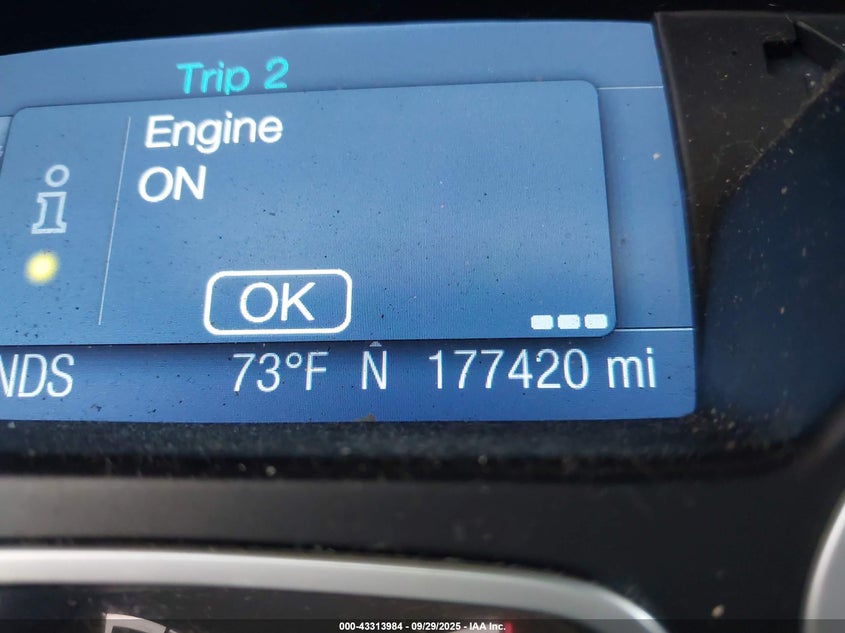 Trip 2
Engine
ON
OK
NDS 73°F N 177420 mi
000-43313984 - 09/29/2025 - IAA Inc.